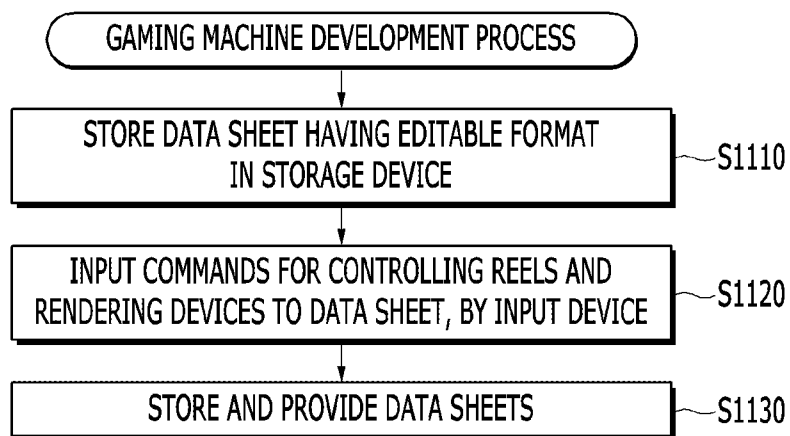 GAMING MACHINE DEVELOPMENT PROCESS
STORE DATA SHEET HAVING EDITABLE FORMAT
IN STORAGE DEVICE
S1110
INPUT COMMANDS FOR CONTROLLING REELS AND
RENDERING DEVICES TO DATA SHEET, BY INPUT DEVICE
S1120
STORE AND PROVIDE DATA SHEETS
S1130